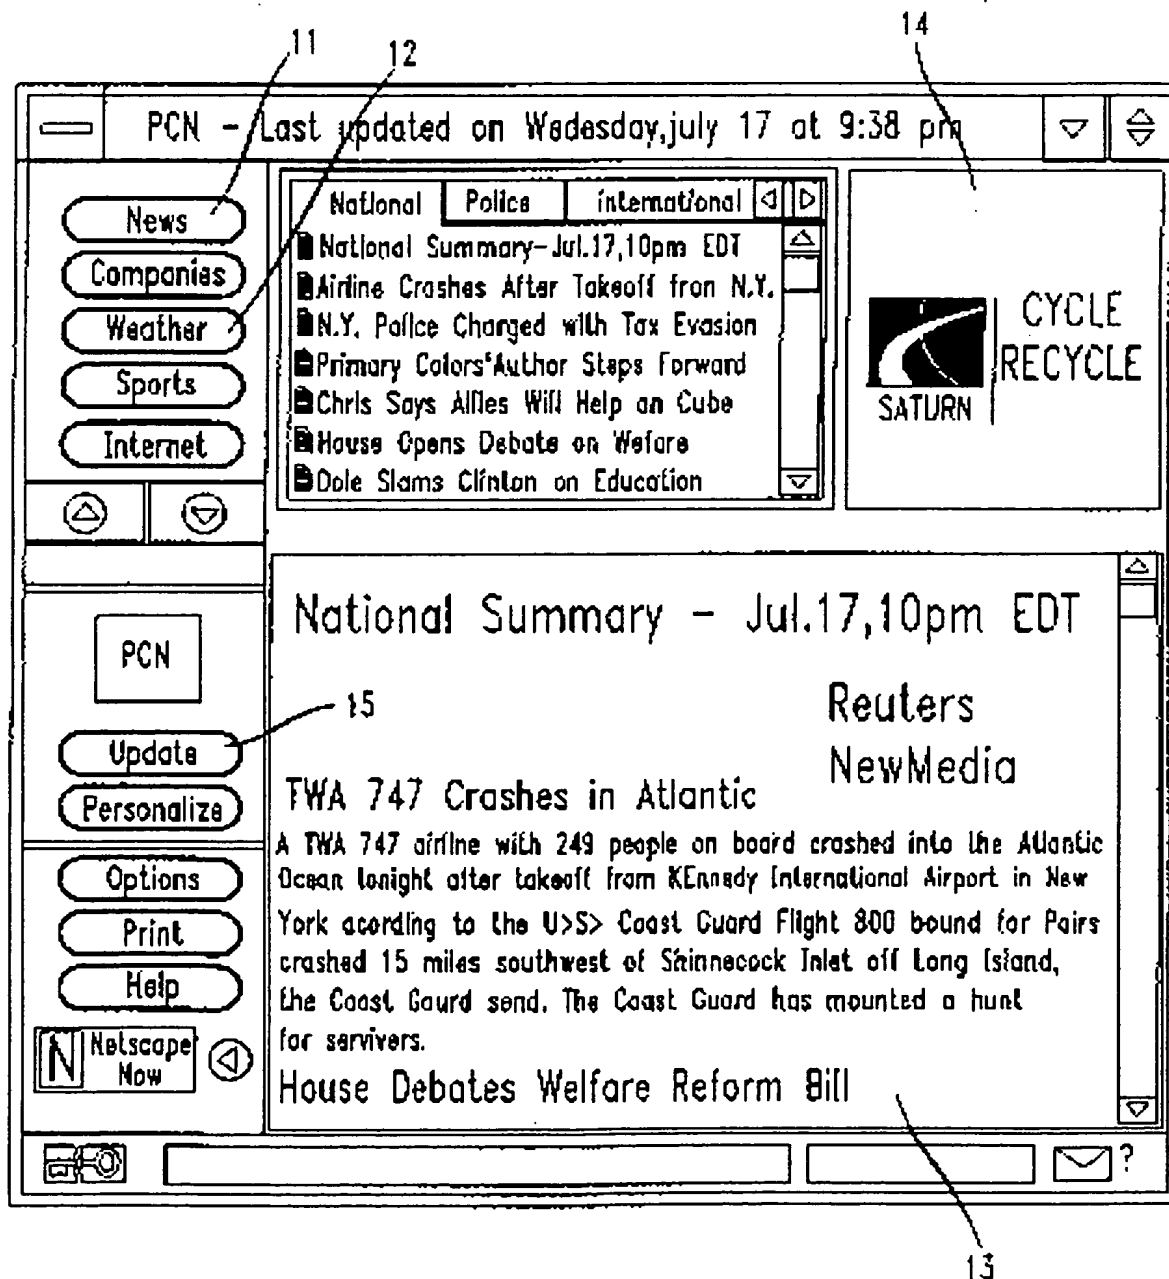 11
12
14
PCN - Last updated on Wadesday,july 17 at 9:38 pm
News
Companies
Weather
Sports
Internet
National Police international
National Summary-Jul.17,10pm EDT
Airline Crashes After Takeoff fron N.Y.
N.Y. Police Charged with Tax Evasion
Primary Colors'Author Steps Forward
Chris Says Allies Will Help an Cube
House Opens Debate on Wefare
Dole Slams Clinton on Education
CYCLE
RECYCLE
SATURN
PCN
15
Update
Personalize
Options
Print
Help
N Netscape
Now
National Summary - Jul.17,10pm EDT
Reuters
NewMedia
TWA 747 Crashes in Atlantic
A TWA 747 airline with 249 people on board crashed into the Atlantic
Ocean tonight after takeoff from KEnnedy International Airport in New
York acording to the U>S> Coast Guard Flight 800 bound for Pairs
crashed 15 miles southwest of Shinnecock Inlet off Long Island,
the Coast Gaurd send. The Coast Guard has mounted a hunt
for servivers.
House Debates Welfare Reform Bill
?
13